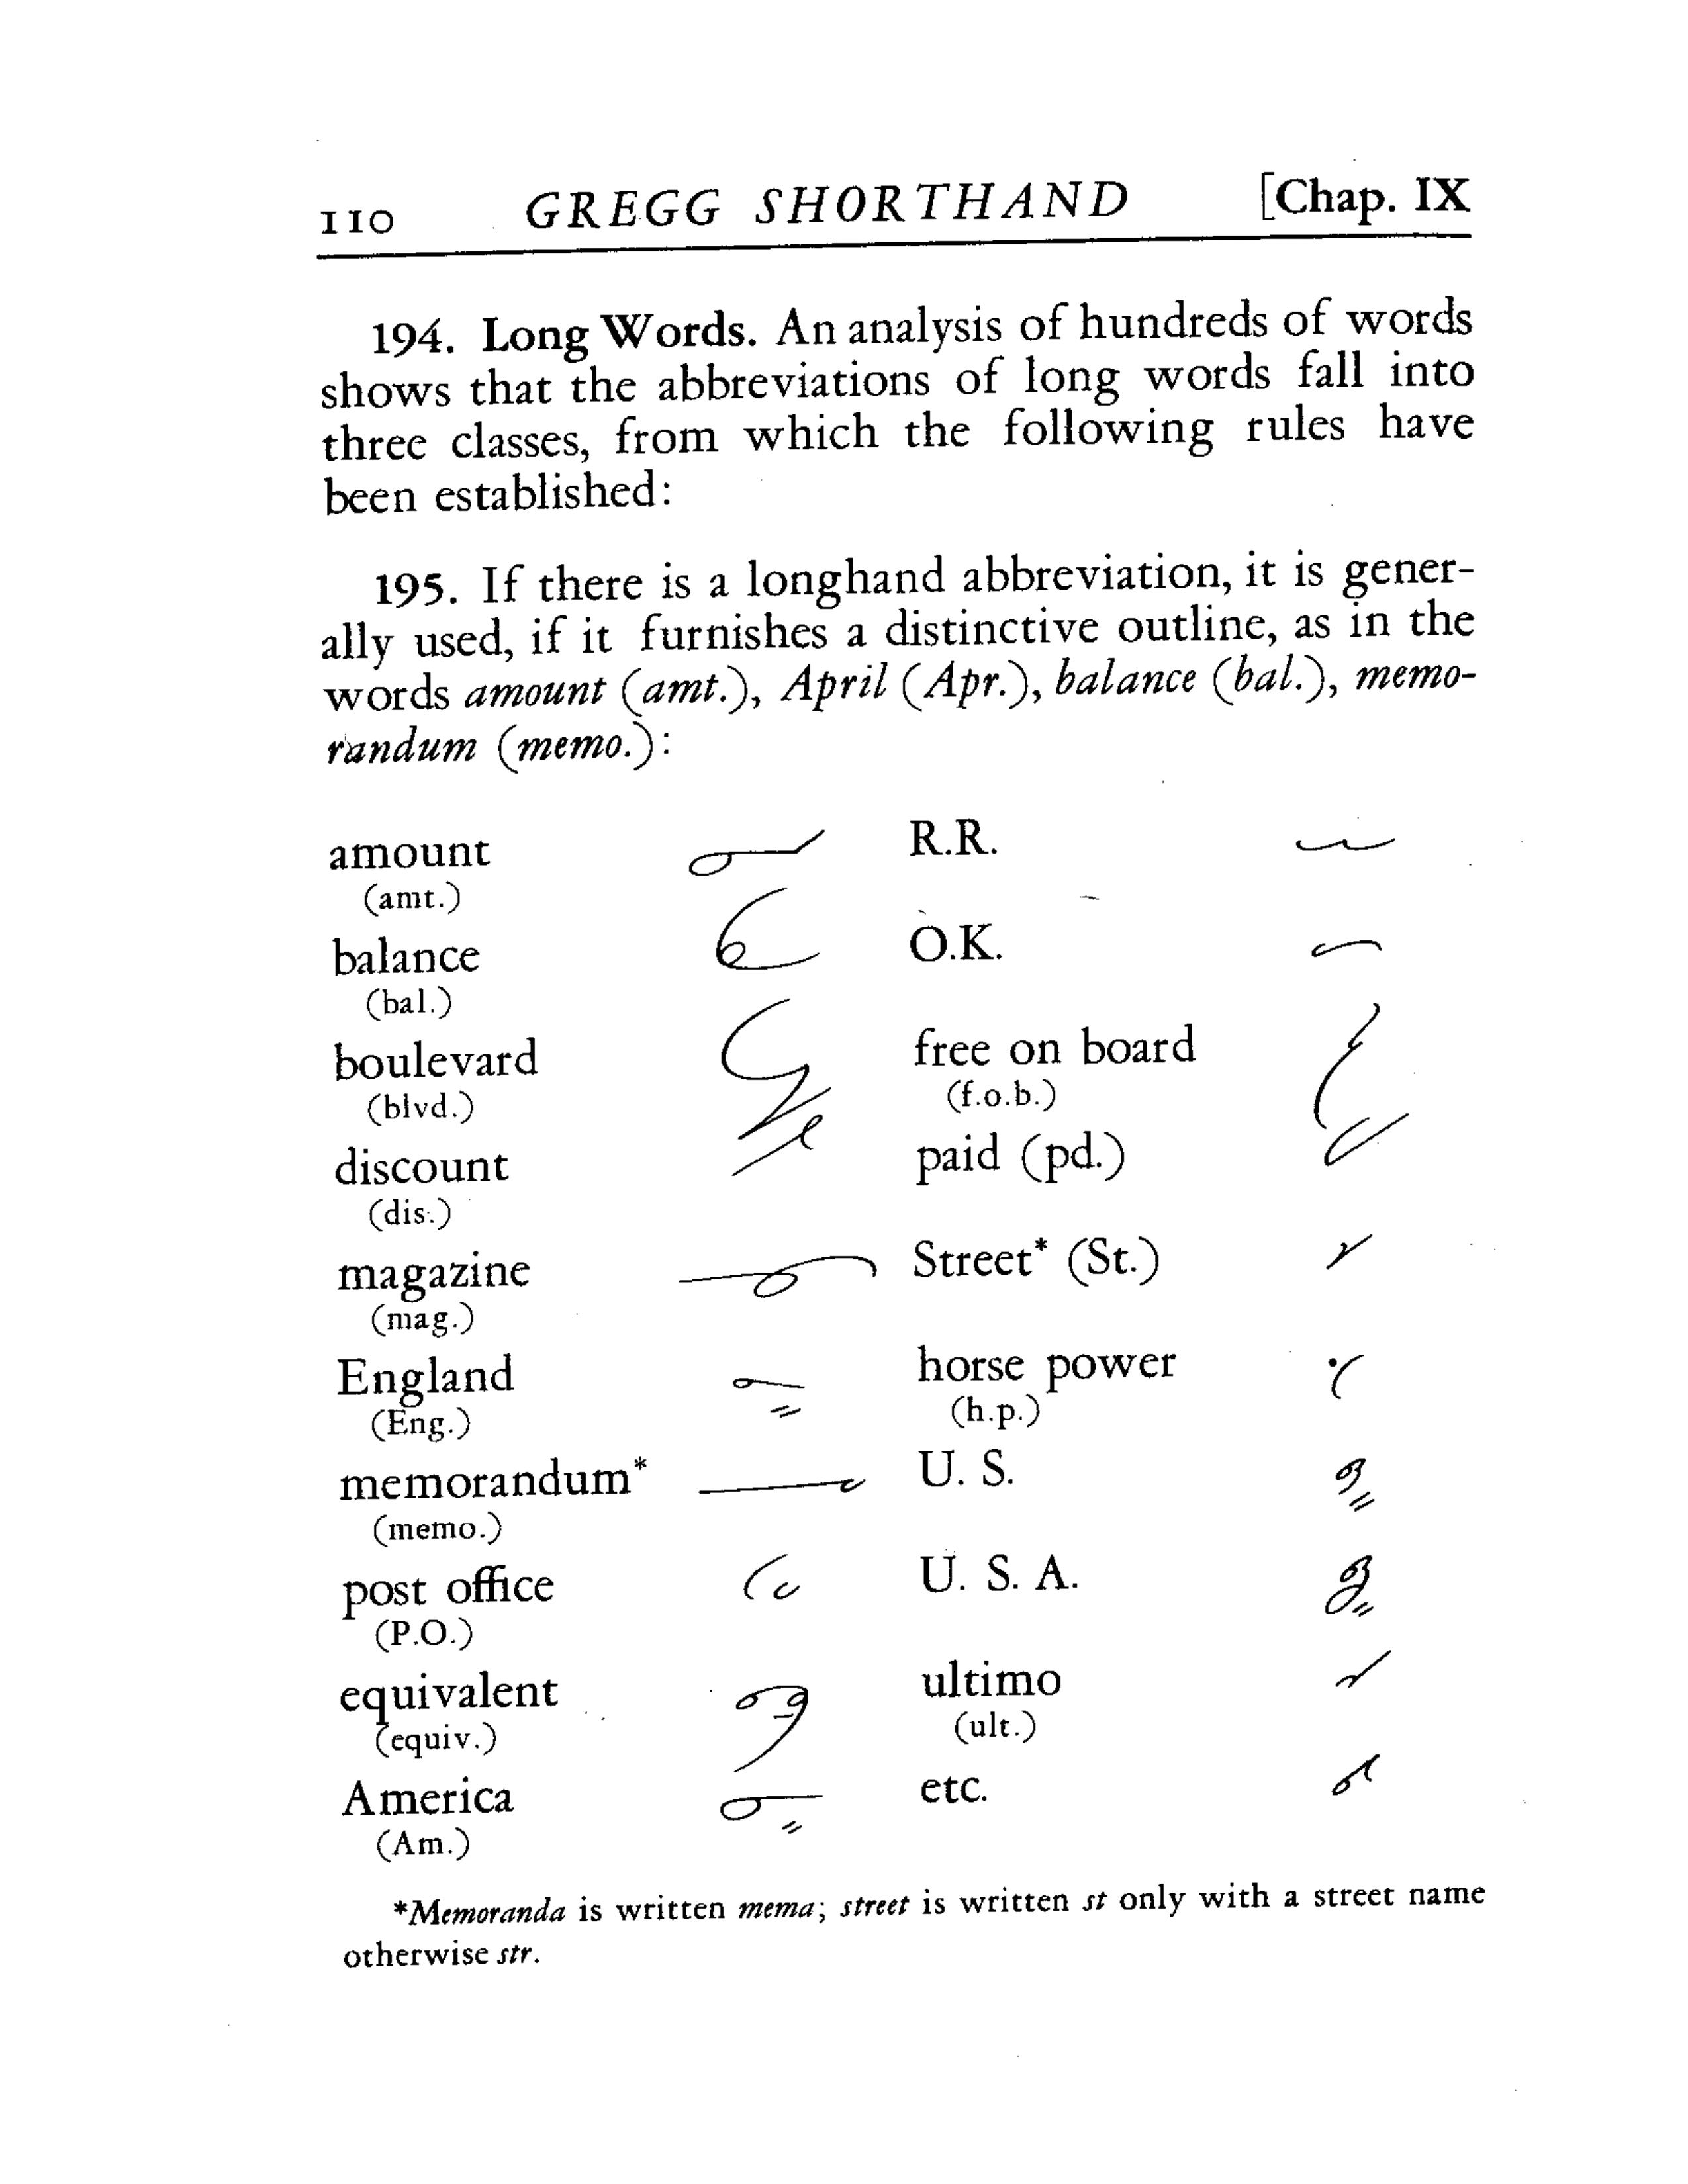 110 GREGG SHORTHAND [Chap. IX
194. Long Words. An analysis of hundreds of words
shows that the abbreviations of long words fall into
three classes, from which the following rules have
been established:
195. If there is a longhand abbreviation, it is gener-
ally used, if it furnishes a distinctive outline, as in the
words amount (amt.), April (Apr.), balance (bal.), memo-
randum (memo.):
amount
(amt.)
balance
(bal.)
boulevard
(blvd.)
discount
(dis.)
magazine
(mag.)
England
(Eng.)
memorandum*
(memo.)
post office
(P.O.)
equivalent
(equiv.)
America
(Am.)
R.R.
O.K.
free on board
(f.o.b.)
paid (pd.)
Street* (St.)
horse power
(h.p.)
U. S.
U. S. A.
ultimo
(ult.)
etc.
*Memoranda is written mema; street is written st only with a street name
otherwise str.